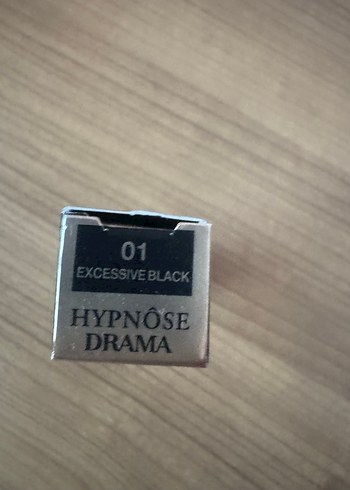 01
EXCESSIVE BLACK
HYPNÔSE
DRAMA